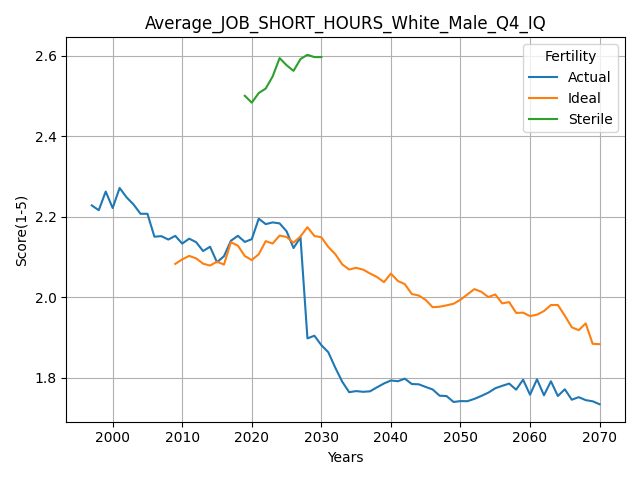 Average_JOB_SHORT_HOURS_White_Male_Q4_IQ
Score(1-5)
2.6
2.4
2.2
2.0
1.8
Fertility
Actual
Ideal
Sterile
2000 2010 2020 2030 2040 2050 2060 2070
Years